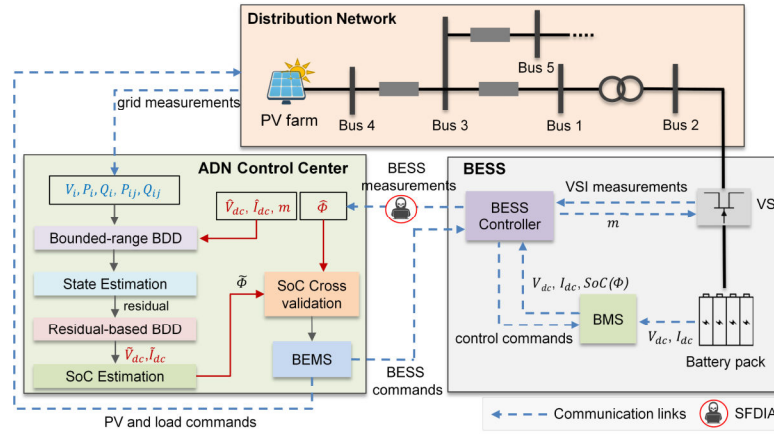 Distribution Network
Bus 5
PV farm
Bus 4
Bus 3
Bus 1
Bus 2
grid measurements
ADN Control Center
V_i, P_i, Q_i, P_ij, Q_ij
V̂_dc, Î_dc, m
Φ̂
Bounded-range BDD
State Estimation
residual
Residual-based BDD
Ṽ_dc, Ĩ_dc
SoC Estimation
Φ̃
SoC Cross
validation
BEMS
PV and load commands
BESS
measurements
BESS
commands
BESS
VSI measurements
m
VS
BESS
Controller
V_dc, I_dc, SoC(Φ)
control commands
BMS
V_dc, I_dc
Battery pack
Communication links
SFDIA